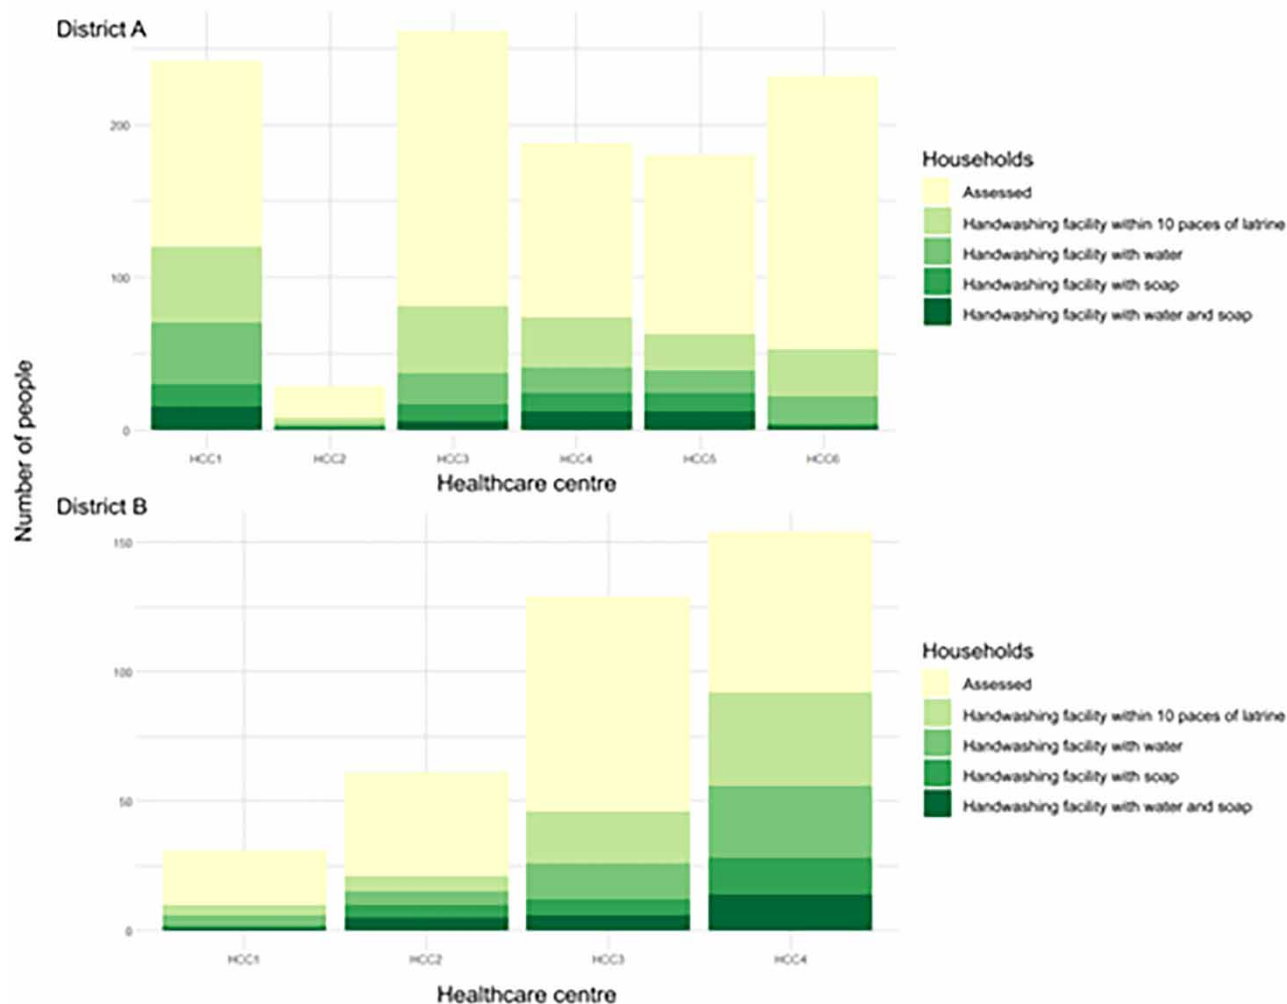 District A
Households
Assessed
Handwashing facility within 10 paces of latrine
Handwashing facility with water
Handwashing facility with soap
Handwashing facility with water and soap
200
100
0
HCC1 HCC2 HCC3 HCC4 HCC5 HCC6
Healthcare centre
Number of people
District B
150
100
50
0
Households
Assessed
Handwashing facility within 10 paces of latrine
Handwashing facility with water
Handwashing facility with soap
Handwashing facility with water and soap
HCC1 HCC2 HCC3 HCC4
Healthcare centre